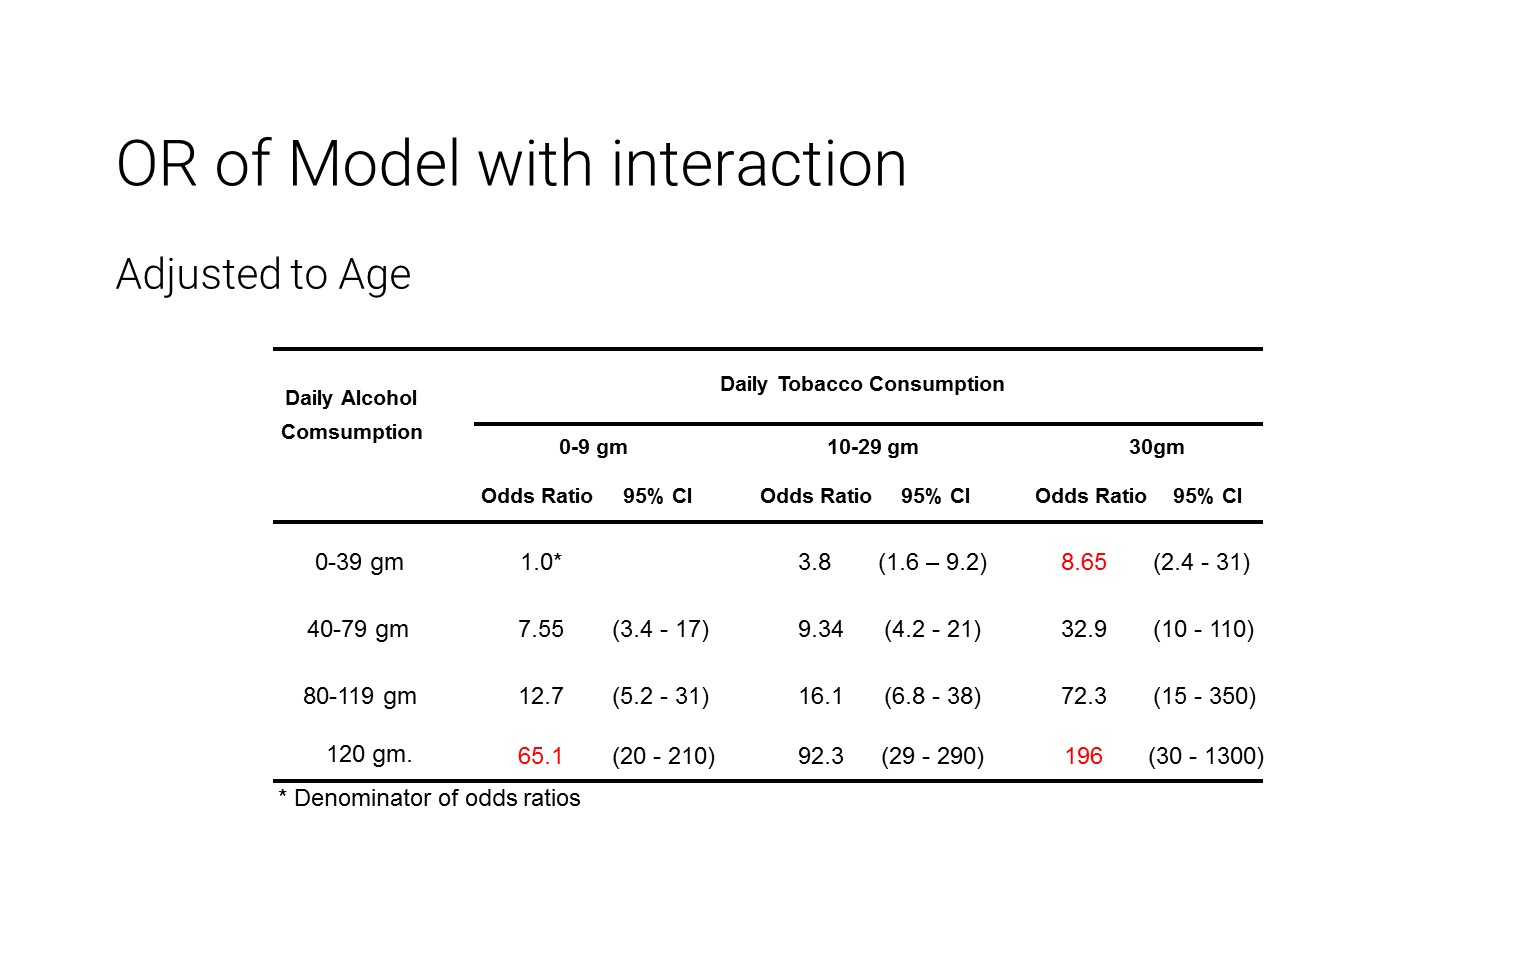 OR of Model with interaction
Adjusted to Age
Daily Alcohol
Comsumption
Daily Tobacco Consumption
0-9 gm 10-29 gm 30gm
Odds Ratio 95% CI Odds Ratio 95% CI Odds Ratio 95% CI
0-39 gm 1.0* 3.8 (1.6 – 9.2) 8.65 (2.4 - 31)
40-79 gm 7.55 (3.4 - 17) 9.34 (4.2 - 21) 32.9 (10 - 110)
80-119 gm 12.7 (5.2 - 31) 16.1 (6.8 - 38) 72.3 (15 - 350)
120 gm. 65.1 (20 - 210) 92.3 (29 - 290) 196 (30 - 1300)
* Denominator of odds ratios